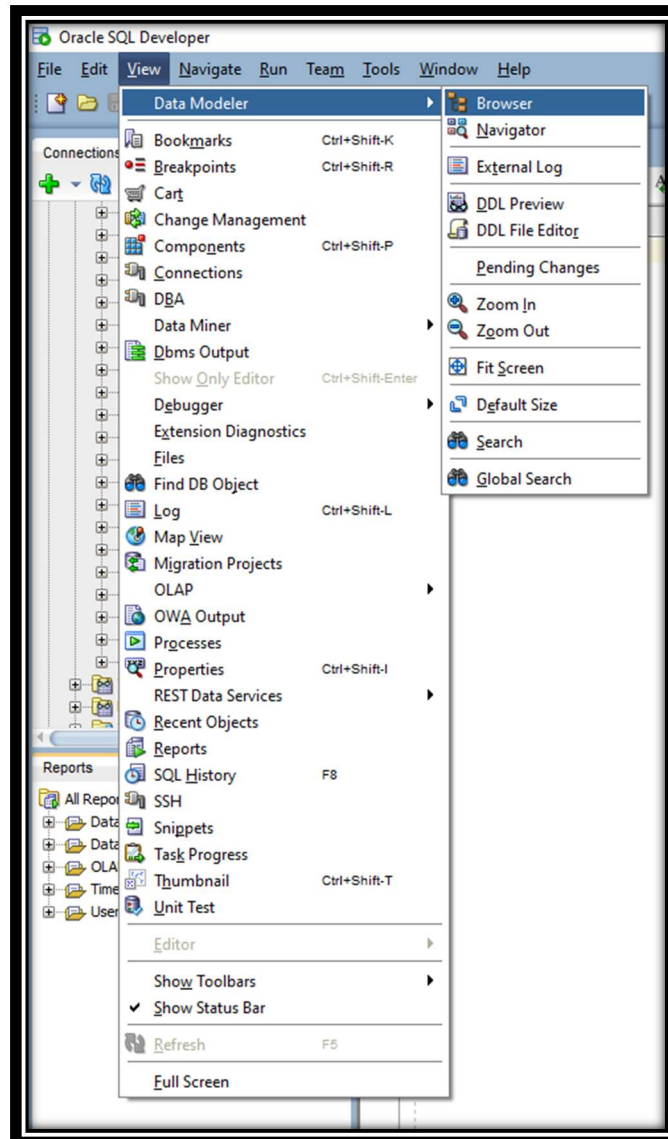 Oracle SQL Developer
File Edit View Navigate Run Team Tools Window Help
Connections
Data Modeler
Bookmarks Ctrl+Shift-K
Breakpoints Ctrl+Shift-R
Cart
Change Management
Components Ctrl+Shift-P
Connections
DBA
Data Miner
Dbms Output
Show Only Editor Ctrl+Shift-Enter
Debugger
Extension Diagnostics
Files
Find DB Object
Log Ctrl+Shift-L
Map View
Migration Projects
OLAP
OWA Output
Processes
Properties Ctrl+Shift-I
REST Data Services
Recent Objects
Reports
SQL History F8
SSH
Snippets
Task Progress
Thumbnail Ctrl+Shift-T
Unit Test
Editor
Show Toolbars
Show Status Bar
Refresh F5
Full Screen
Browser
Navigator
External Log
DDL Preview
DDL File Editor
Pending Changes
Zoom In
Zoom Out
Fit Screen
Default Size
Search
Global Search
Reports
All Repo
Data
Data
OLA
Time
User